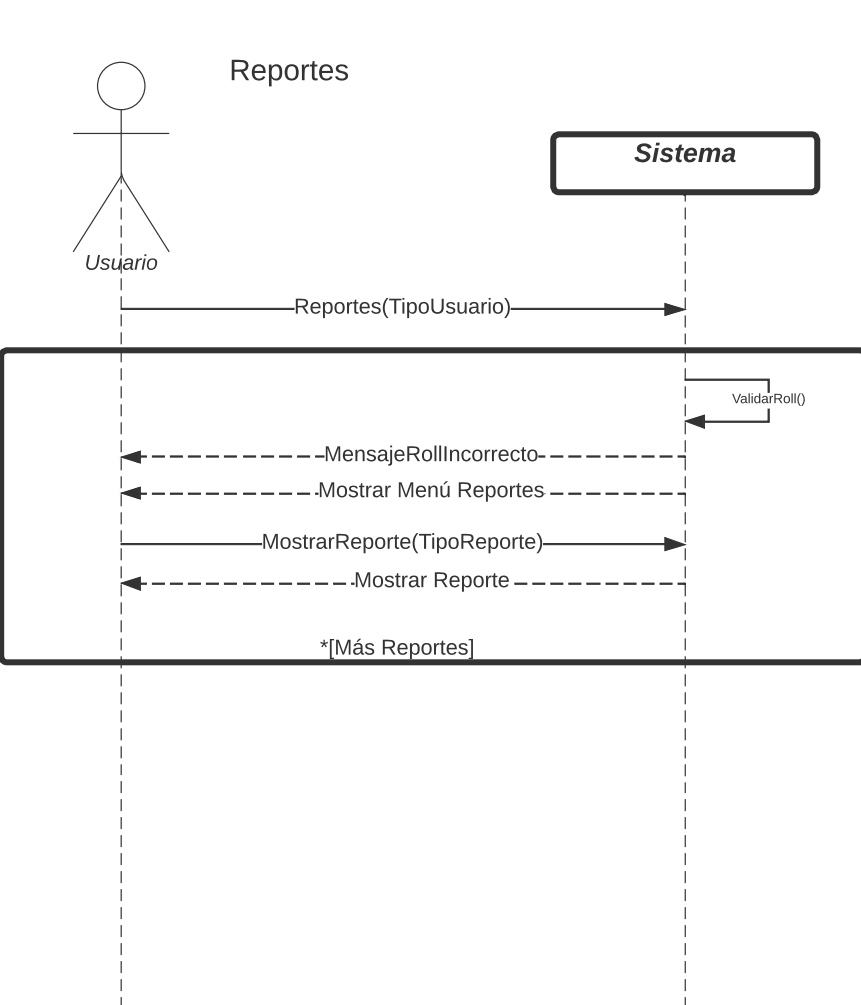 Reportes
Sistema
Usuario
Reportes(TipoUsuario)
ValidarRoll()
MensajeRollIncorrecto
Mostrar Menú Reportes
MostrarReporte(TipoReporte)
Mostrar Reporte
*[Más Reportes]